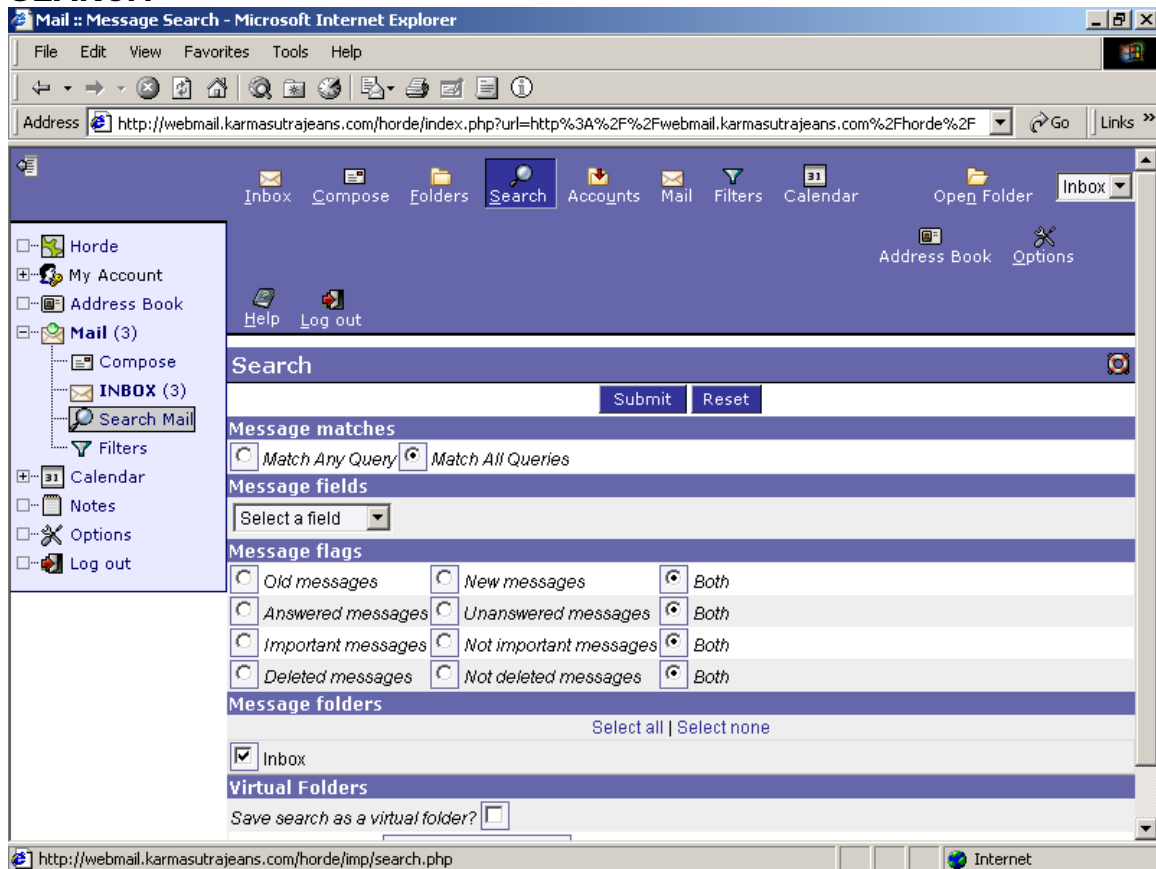 SEARCH
Mail :: Message Search - Microsoft Internet Explorer
File Edit View Favorites Tools Help
Address http://webmail.karmasutrajeans.com/horde/index.php?url=http%3A%2F%2Fwebmail.karmasutrajeans.com%2Fhorde%2F Go Links »
Inbox Compose Folders Search Accounts Mail Filters 31 Calendar Open Folder Inbox
Address Book Options
Help Log out
Horde
My Account
Address Book
Mail (3)
Compose
INBOX (3)
Search Mail
Filters
31 Calendar
Notes
Options
Log out
Search
Submit Reset
Message matches
Match Any Query Match All Queries
Message fields
Select a field
Message flags
Old messages New messages Both
Answered messages Unanswered messages Both
Important messages Not important messages Both
Deleted messages Not deleted messages Both
Message folders
Select all | Select none
Inbox
Virtual Folders
Save search as a virtual folder?
http://webmail.karmasutrajeans.com/horde/imp/search.php Internet